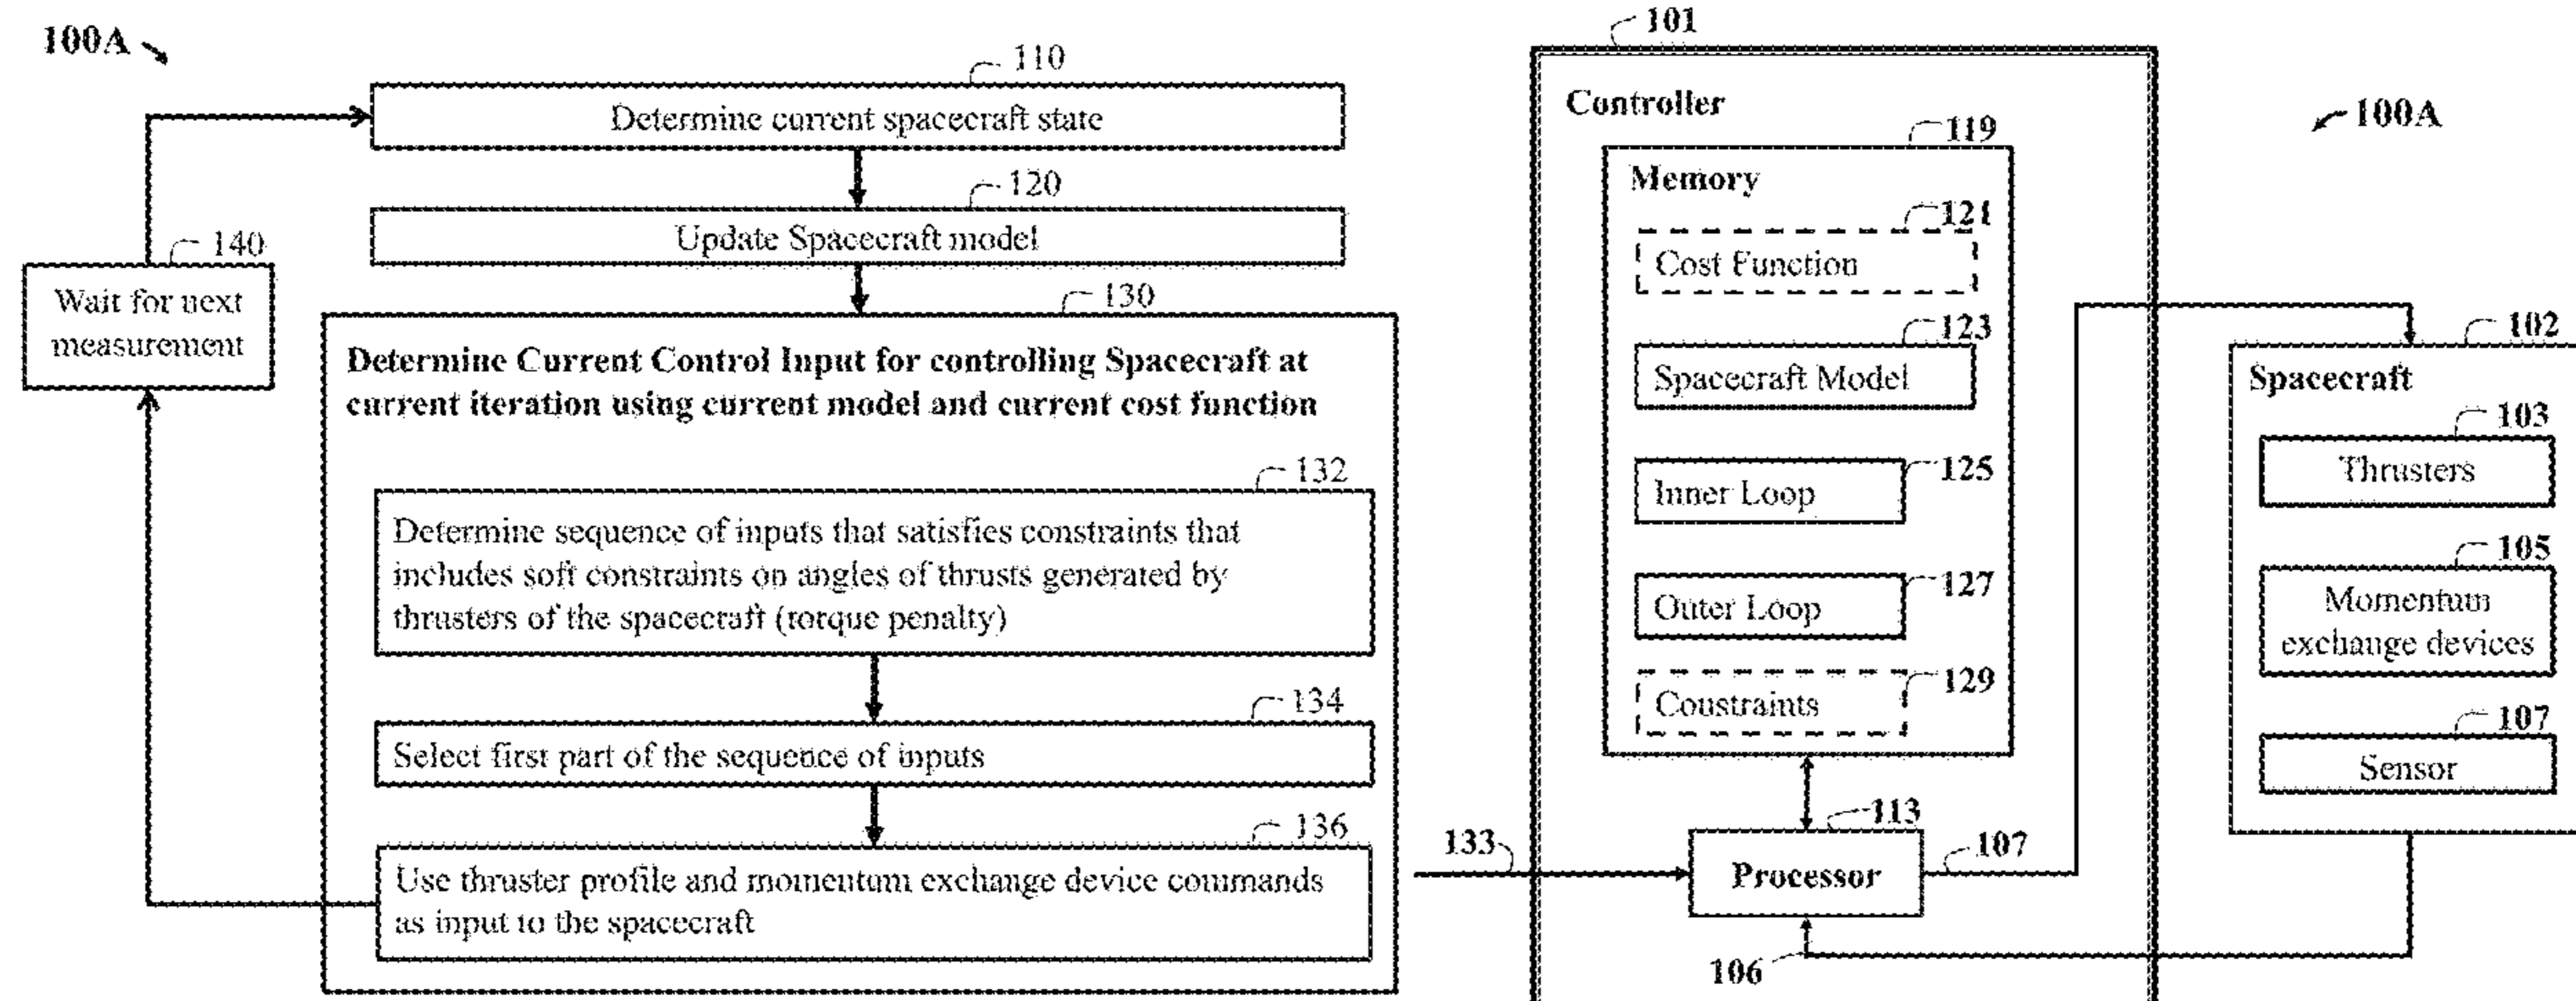 100A
110
Determine current spacecraft state
120
Update Spacecraft model
140
Wait for next
measurement
130
Determine Current Control Input for controlling Spacecraft at
current iteration using current model and current cost function
132
Determine sequence of inputs that satisfies constraints that
includes soft constraints on angles of thrusts generated by
thrusters of the spacecraft (torque penalty)
134
Select first part of the sequence of inputs
136
Use thruster profile and momentum exchange device commands
as input to the spacecraft
101
Controller
119
Memory
121
Cost Function
123
Spacecraft Model
125
Inner Loop
127
Outer Loop
129
Constraints
133
113
Processor
107
106
100A
102
Spacecraft
103
Thrusters
105
Momentum
exchange devices
107
Sensor